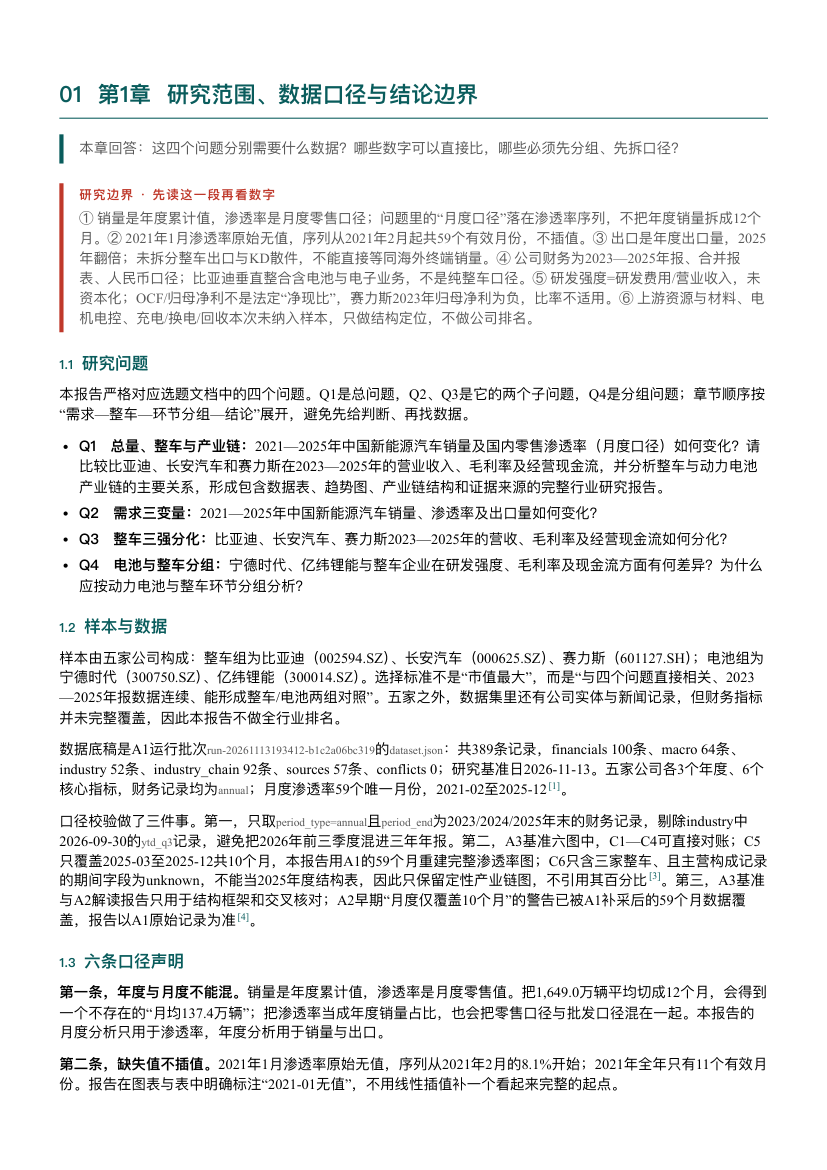 01 第1章 研究范围、数据口径与结论边界
本章回答：这四个问题分别需要什么数据？哪些数字可以直接比，哪些必须先分组、先拆口径？
研究边界 · 先读这一段再看数字
① 销量是年度累计值，渗透率是月度零售口径；问题里的“月度口径”落在渗透率序列，不把年度销量拆成12个
月。② 2021年1月渗透率原始无值，序列从2021年2月起共59个有效月份，不插值。③ 出口是年度出口量，2025
年翻倍；未拆分整车出口与KD散件，不能直接等同海外终端销量。④ 公司财务为2023—2025年报、合并报
表、人民币口径；比亚迪垂直整合含电池与电子业务，不是纯整车口径。⑤ 研发强度=研发费用/营业收入，未
资本化；OCF/归母净利不是法定“净现比”，赛力斯2023年归母净利为负，比率不适用。⑥ 上游资源与材料、电
机电控、充电/换电/回收本次未纳入样本，只做结构定位，不做公司排名。
1.1 研究问题
本报告严格对应选题文档中的四个问题。Q1是总问题，Q2、Q3是它的两个子问题，Q4是分组问题；章节顺序按
“需求—整车—环节分组—结论”展开，避免先给判断、再找数据。
• Q1 总量、整车与产业链：2021—2025年中国新能源汽车销量及国内零售渗透率（月度口径）如何变化？请
比较比亚迪、长安汽车和赛力斯在2023—2025年的营业收入、毛利率及经营现金流，并分析整车与动力电池
产业链的主要关系，形成包含数据表、趋势图、产业链结构和证据来源的完整行业研究报告。
• Q2 需求三变量：2021—2025年中国新能源汽车销量、渗透率及出口量如何变化？
• Q3 整车三强分化：比亚迪、长安汽车、赛力斯2023—2025年的营收、毛利率及经营现金流如何分化？
• Q4 电池与整车分组：宁德时代、亿纬锂能与整车企业在研发强度、毛利率及现金流方面有何差异？为什么
应按动力电池与整车环节分组分析？
1.2 样本与数据
样本由五家公司构成：整车组为比亚迪（002594.SZ）、长安汽车（000625.SZ）、赛力斯（601127.SH）；电池组为
宁德时代（300750.SZ）、亿纬锂能（300014.SZ）。选择标准不是“市值最大”，而是“与四个问题直接相关、2023
—2025年报数据连续、能形成整车/电池两组对照”。五家之外，数据集里还有公司实体与新闻记录，但财务指标
并未完整覆盖，因此本报告不做全行业排名。
数据底稿是A1运行批次run-20261113193412-b1c2a06bc319的dataset.json：共389条记录，financials 100条、macro 64条、
industry 52条、industry_chain 92条、sources 57条、conflicts 0；研究基准日2026-11-13。五家公司各3个年度、6个
核心指标，财务记录均为annual；月度渗透率59个唯一月份，2021-02至2025-12[1]。
口径校验做了三件事。第一，只取period_type=annual且period_end为2023/2024/2025年末的财务记录，剔除industry中
2026-09-30的ytd_q3记录，避免把2026年前三季度混进三年年报。第二，A3基准六图中，C1—C4可直接对账；C5
只覆盖2025-03至2025-12共10个月，本报告用A1的59个月重建完整渗透率图；C6只含三家整车、且主营构成记录
的期间字段为unknown，不能当2025年度结构表，因此只保留定性产业链图，不引用其百分比[3]。第三，A3基准
与A2解读报告只用于结构框架和交叉核对；A2早期“月度仅覆盖10个月”的警告已被A1补采后的59个月数据覆
盖，报告以A1原始记录为准[4]。
1.3 六条口径声明
第一条，年度与月度不能混。销量是年度累计值，渗透率是月度零售值。把1,649.0万辆平均切成12个月，会得到
一个不存在的“月均137.4万辆”；把渗透率当成年度销量占比，也会把零售口径与批发口径混在一起。本报告的
月度分析只用于渗透率，年度分析用于销量与出口。
第二条，缺失值不插值。2021年1月渗透率原始无值，序列从2021年2月的8.1%开始；2021年全年只有11个有效月
份。报告在图表与表中明确标注“2021-01无值”，不用线性插值补一个看起来完整的起点。